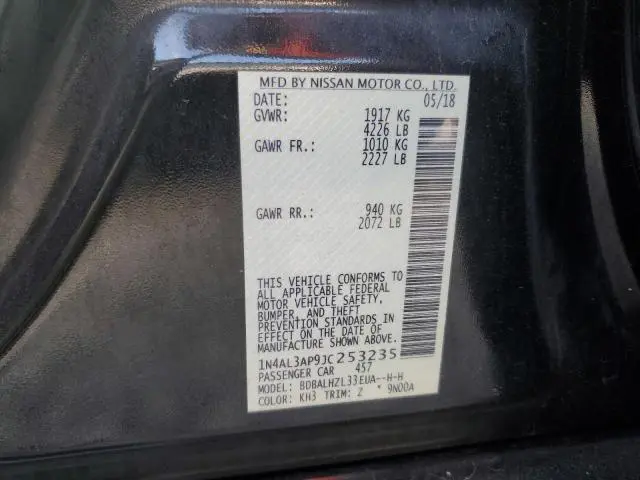 MFD BY NISSAN MOTOR CO., LTD.
DATE: 05/18
GVWR: 1917 KG
4226 LB
GAWR FR.: 1010 KG
2227 LB
GAWR RR.: 940 KG
2072 LB
THIS VEHICLE CONFORMS TO
ALL APPLICABLE FEDERAL
MOTOR VEHICLE SAFETY,
BUMPER, AND THEFT
PREVENTION STANDARDS IN
EFFECT ON THE DATE OF
MANUFACTURE SHOWN ABOVE.
1N4AL3AP9JC253235
PASSENGER CAR 457
MODEL: BDBALHZL33EUA--H-H
COLOR: KH3 TRIM: Z * 9N00A